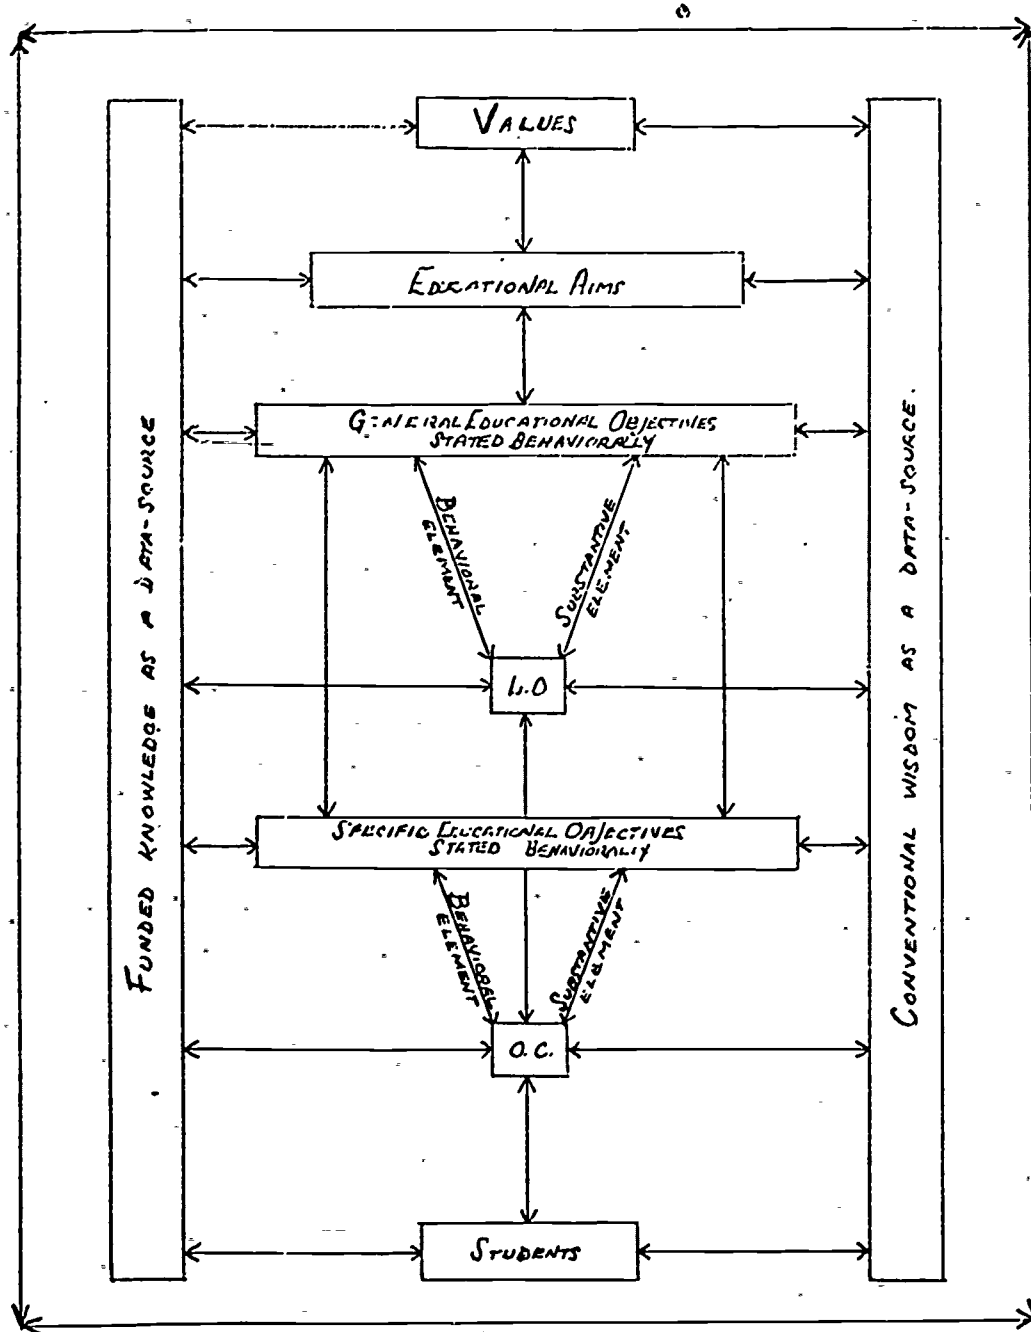 VALUES
EDUCATIONAL AIMS
GENERAL EDUCATIONAL OBJECTIVES
STATED BEHAVIORALLY
BEHAVIORAL
ELEMENT
SUBSTANTIVE
ELEMENT
L.O
SPECIFIC EDUCATIONAL OBJECTIVES
STATED BEHAVIORALLY
BEHAVIORAL
ELEMENT
SUBSTANTIVE
ELEMENT
O.C.
STUDENTS
FUNDED KNOWLEDGE AS A DATA-SOURCE
CONVENTIONAL WISDOM AS A DATA-SOURCE.